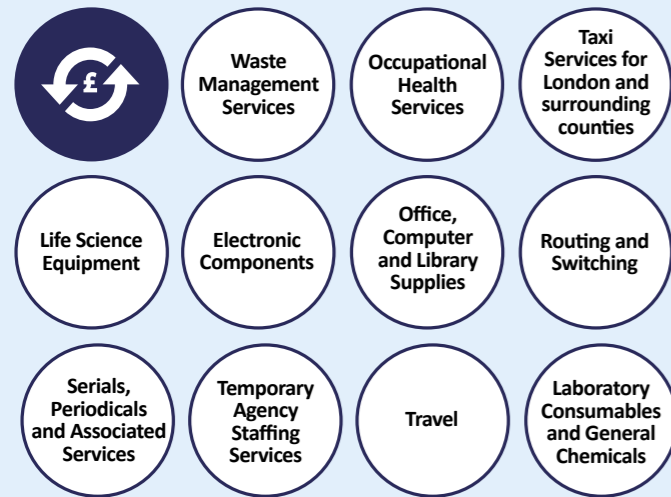 £
Waste
Management
Services
Occupational
Health
Services
Taxi
Services for
London and
surrounding
counties
Life Science
Equipment
Electronic
Components
Office,
Computer
and Library
Supplies
Routing and
Switching
Serials,
Periodicals
and Associated
Services
Temporary
Agency
Staffing
Services
Travel
Laboratory
Consumables
and General
Chemicals